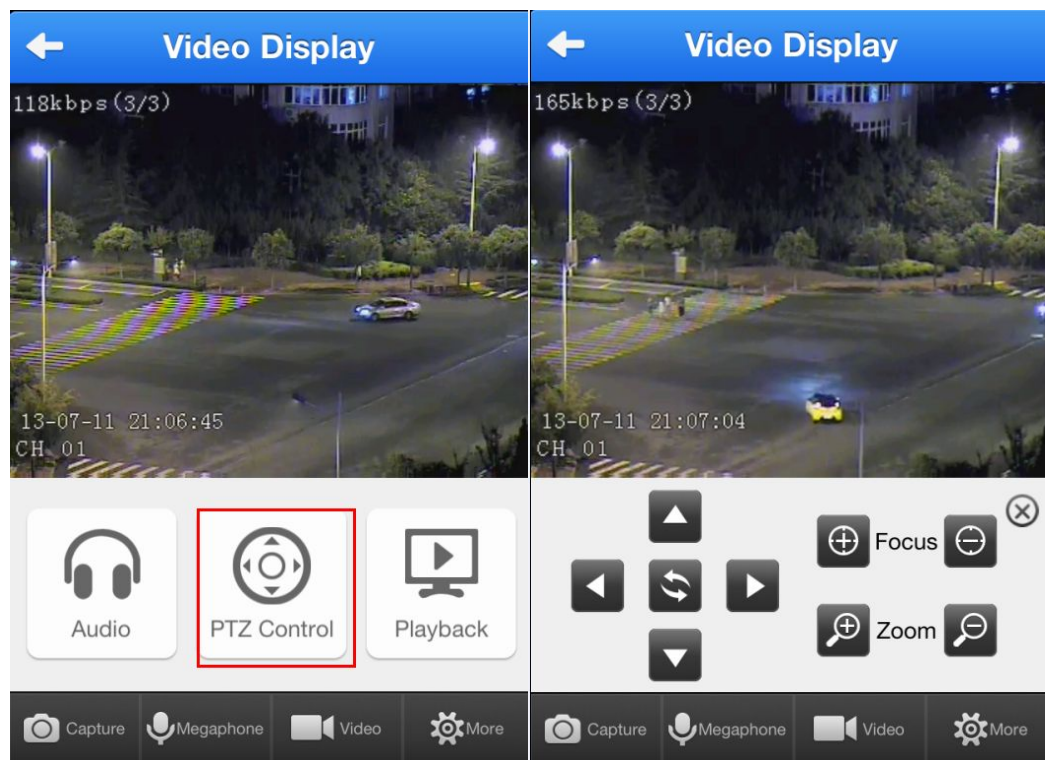 Video Display
118kbps(3/3)
13-07-11 21:06:45
CH 01
Audio
PTZ Control
Playback
Capture
Megaphone
Video
More
Video Display
165kbps(3/3)
13-07-11 21:07:04
CH 01
Focus
Zoom
Capture
Megaphone
Video
More